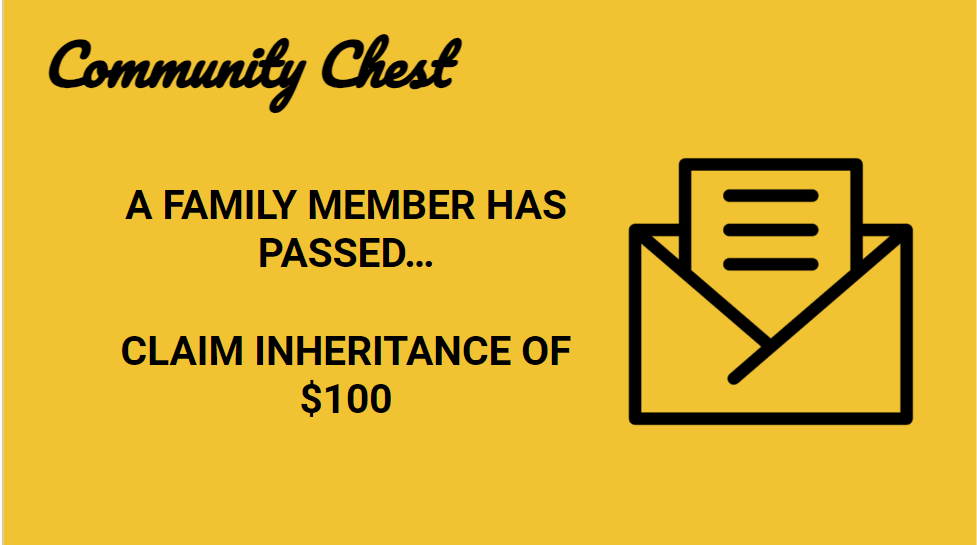 Community Chest
A FAMILY MEMBER HAS
PASSED...
CLAIM INHERITANCE OF
$100